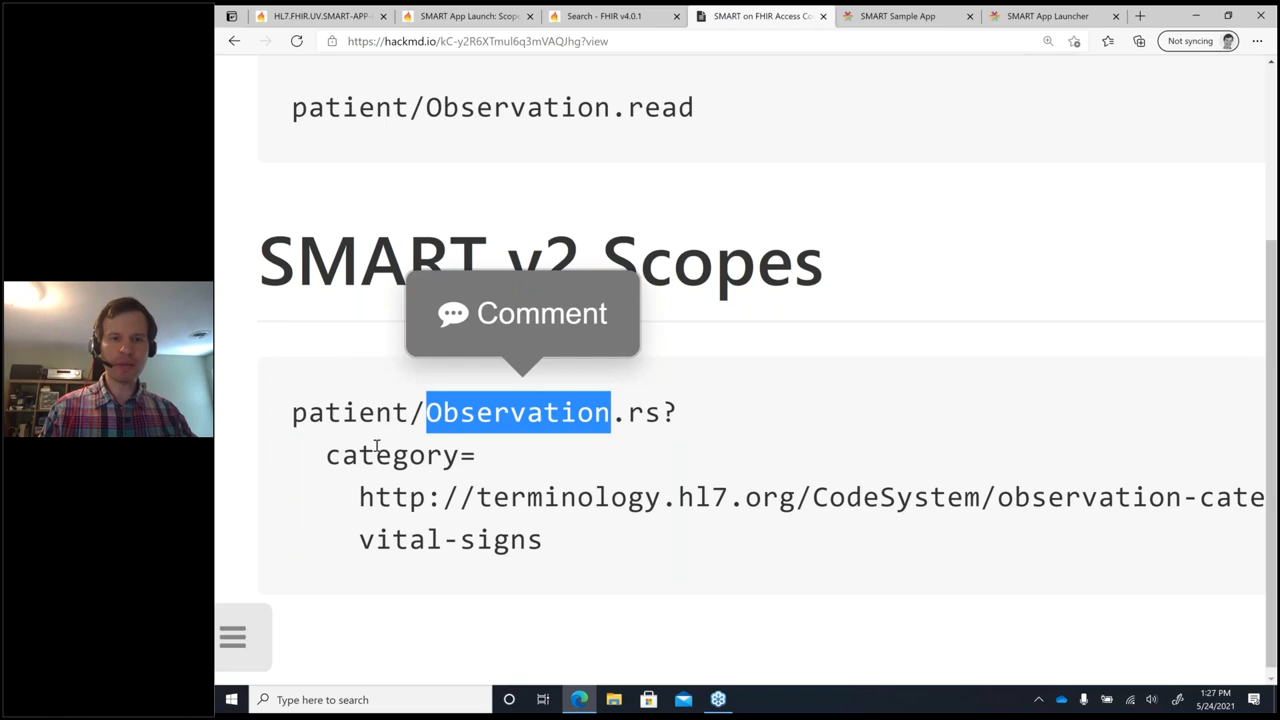 HL7.FHIR.UV.SMART-APP-
SMART App Launch: Scope
Search - FHIR v4.0.1
SMART on FHIR Access Co
SMART Sample App
SMART App Launcher
https://hackmd.io/kC-y2R6XTmul6q3mVAQJhg?view
Not syncing
patient/Observation.read
SMART v2 Scopes
Comment
patient/Observation.rs?
category=
http://terminology.hl7.org/CodeSystem/observation-cate
vital-signs
Type here to search
1:27 PM
5/24/2021